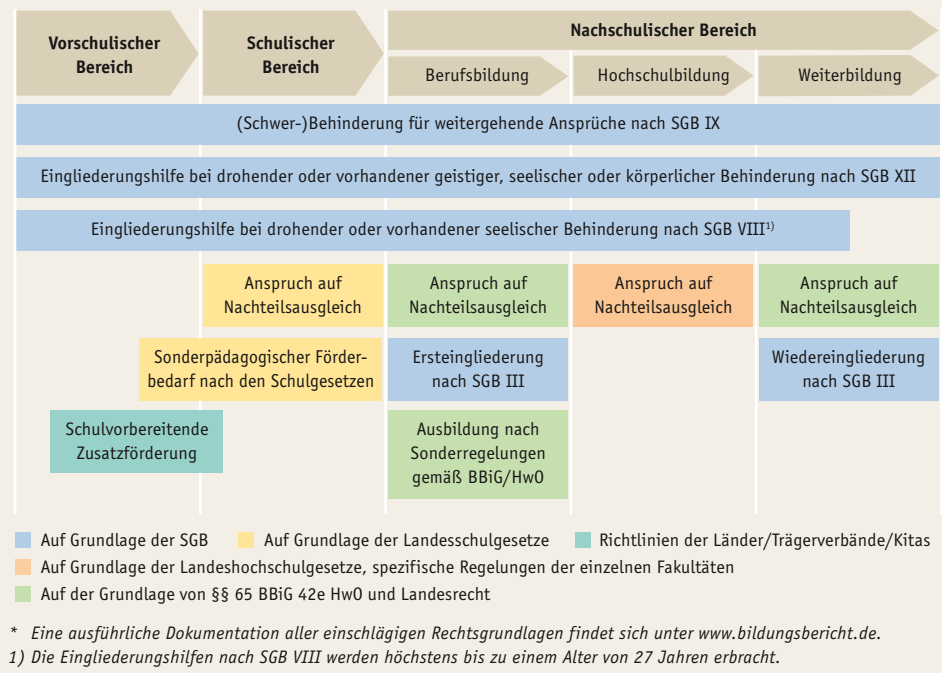 Vorschulischer
Bereich
Schulischer
Bereich
Nachschulischer Bereich
Berufsbildung
Hochschulbildung
Weiterbildung
(Schwer-)Behinderung für weitergehende Ansprüche nach SGB IX
Eingliederungshilfe bei drohender oder vorhandener geistiger, seelischer oder körperlicher Behinderung nach SGB XII
Eingliederungshilfe bei drohender oder vorhandener seelischer Behinderung nach SGB VIII1)
Anspruch auf
Nachteilsausgleich
Anspruch auf
Nachteilsausgleich
Anspruch auf
Nachteilsausgleich
Anspruch auf
Nachteilsausgleich
Sonderpädagogischer Förder-
bedarf nach den Schulgesetzen
Ersteingliederung
nach SGB III
Wiedereingliederung
nach SGB III
Schulvorbereitende
Zusatzförderung
Ausbildung nach
Sonderregelungen
gemäß BBiG/HwO
Auf Grundlage der SGB
Auf Grundlage der Landesschulgesetze
Richtlinien der Länder/Trägerverbände/Kitas
Auf Grundlage der Landeshochschulgesetze, spezifische Regelungen der einzelnen Fakultäten
Auf der Grundlage von §§ 65 BBiG 42e HwO und Landesrecht
* Eine ausführliche Dokumentation aller einschlägigen Rechtsgrundlagen findet sich unter www.bildungsbericht.de.
1) Die Eingliederungshilfen nach SGB VIII werden höchstens bis zu einem Alter von 27 Jahren erbracht.